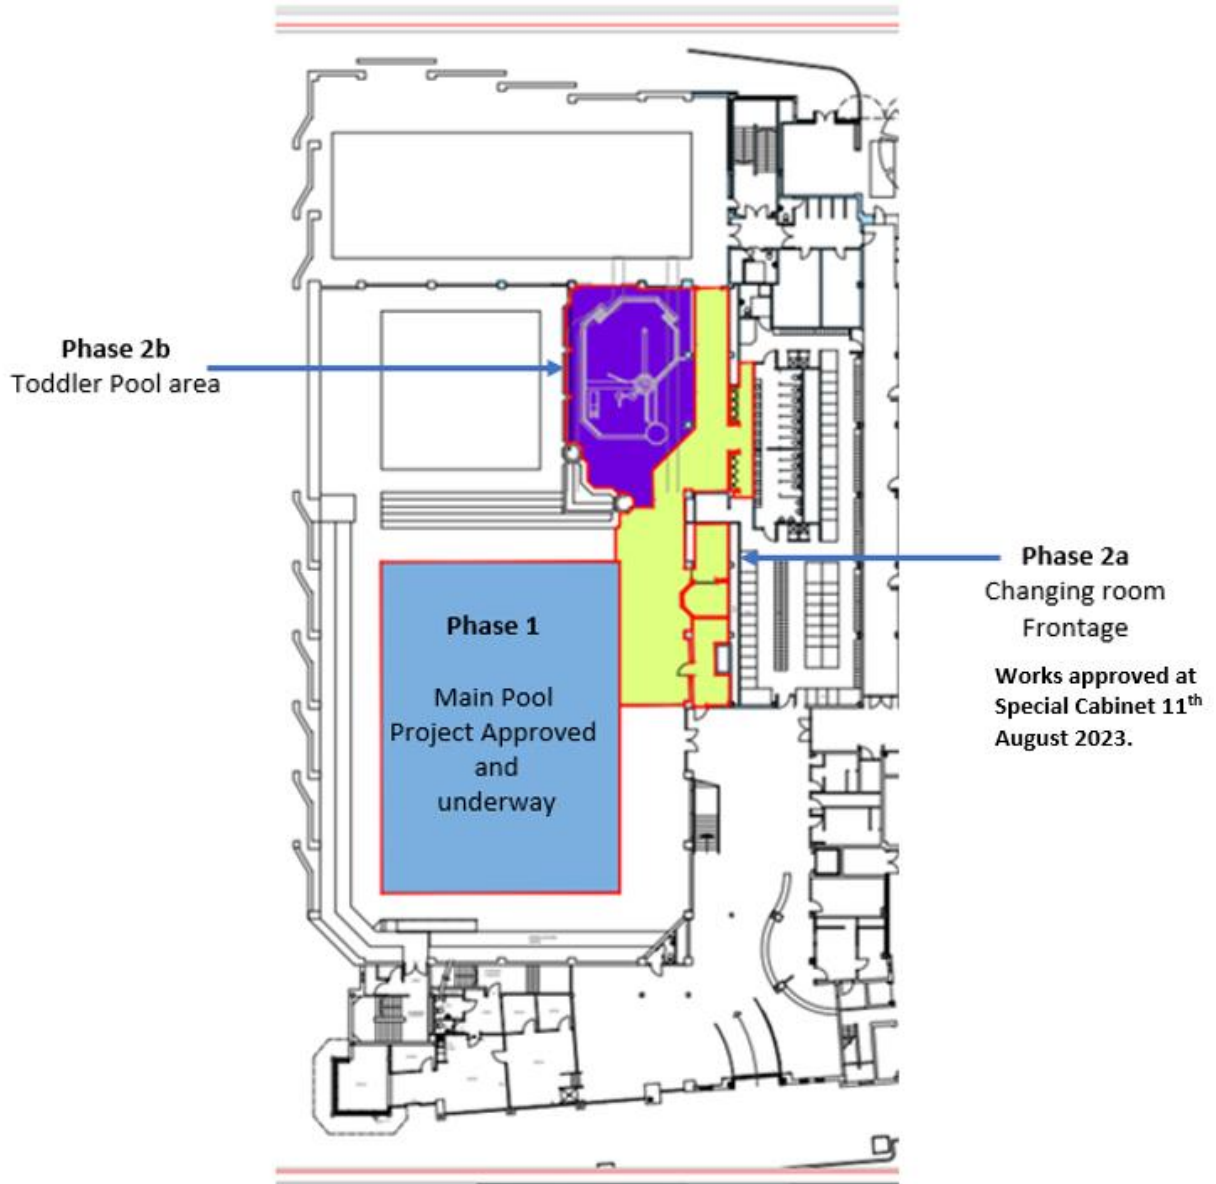 Phase 2b
Toddler Pool area
Phase 2a
Changing room
Frontage
Works approved at
Special Cabinet 11th
August 2023.
Phase 1
Main Pool
Project Approved
and
underway